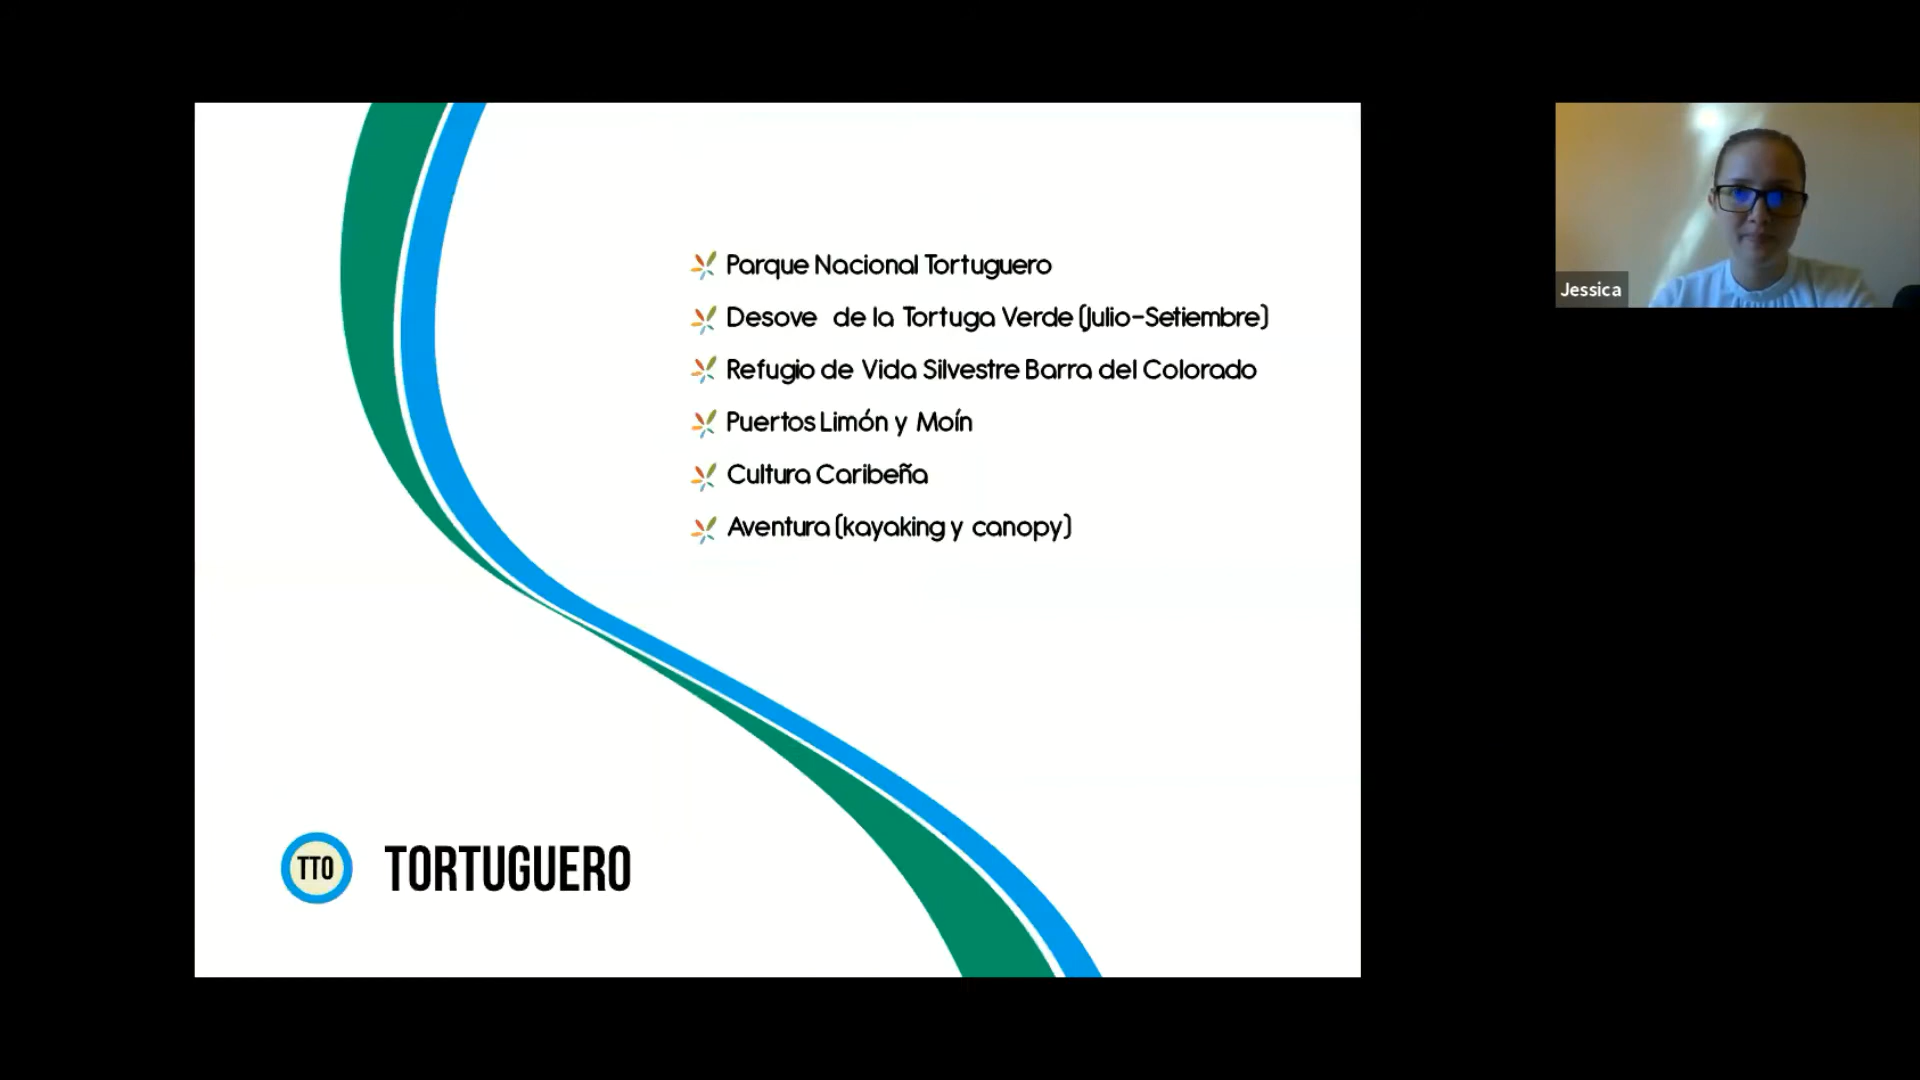 Parque Nacional Tortuguero
Desove de la Tortuga Verde (Julio-Setiembre)
Refugio de Vida Silvestre Barra del Colorado
Puertos Limón y Moín
Cultura Caribeña
Aventura (kayaking y canopy)
TTO TORTUGUERO
Jessica